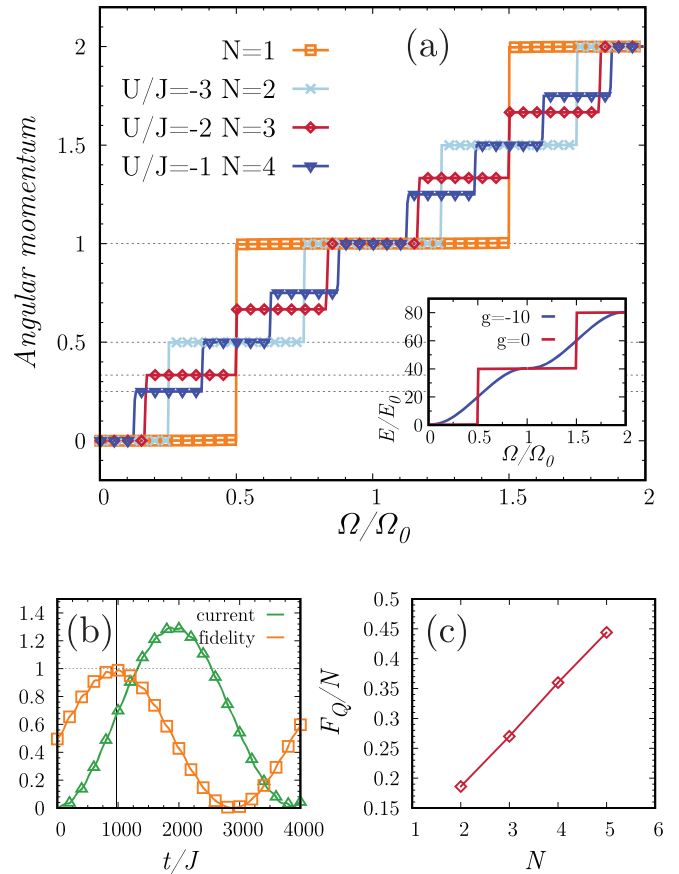 (a)
N=1
U/J=-3 N=2
U/J=-2 N=3
U/J=-1 N=4
Angular momentum
2
1.5
1
0.5
0
0 0.5 1 1.5 2
Ω/Ω0
g=-10
g=0
E/E0
80
60
40
20
0
0 0.5 1 1.5 2
Ω/Ω0
(b)
current
fidelity
1.4
1.2
1
0.8
0.6
0.4
0.2
0
0 1000 2000 3000 4000
t/J
(c)
FQ/N
0.5
0.45
0.4
0.35
0.3
0.25
0.2
0.15
1 2 3 4 5 6
N